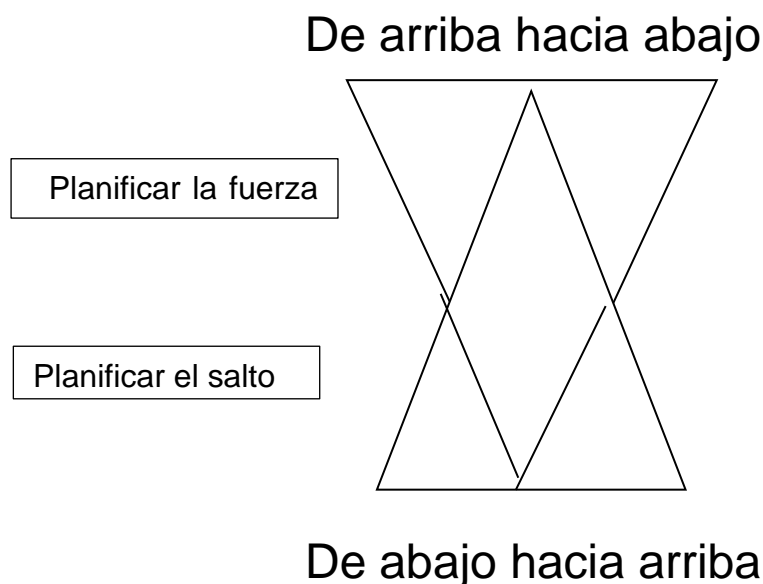 De arriba hacia abajo
Planificar la fuerza
Planificar el salto
De abajo hacia arriba